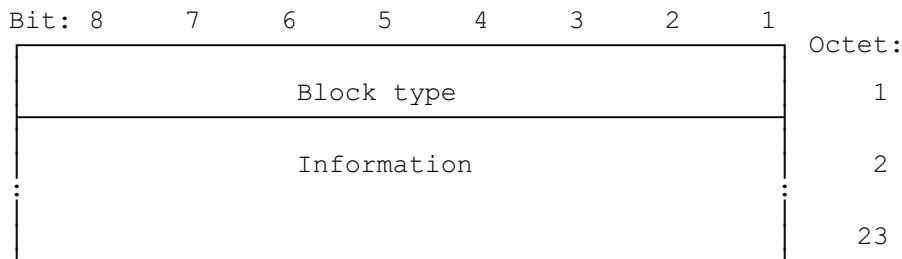 Bit: 8 7 6 5 4 3 2 1
Octet:
Block type 1
Information 2
23